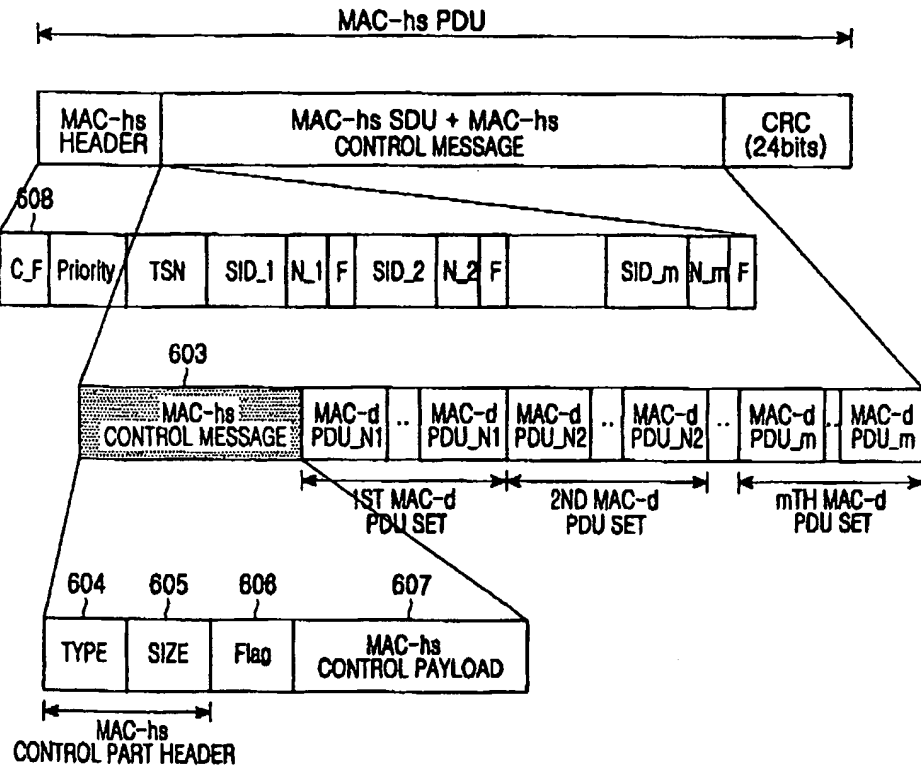 MAC-hs PDU
MAC-hs
HEADER
MAC-hs SDU + MAC-hs
CONTROL MESSAGE
CRC
(24bits)
608
C_F Priority TSN SID_1 N_1 F SID_2 N_2 F SID_m N_m F
603
MAC-hs
CONTROL MESSAGE
MAC-d
PDU_N1
..
MAC-d
PDU_N1
MAC-d
PDU_N2
..
MAC-d
PDU_N2
..
MAC-d
PDU_m
..
MAC-d
PDU_m
1ST MAC-d
PDU SET
2ND MAC-d
PDU SET
mTH MAC-d
PDU SET
604 605 606 607
TYPE SIZE Flag
MAC-hs
CONTROL PAYLOAD
MAC-hs
CONTROL PART HEADER